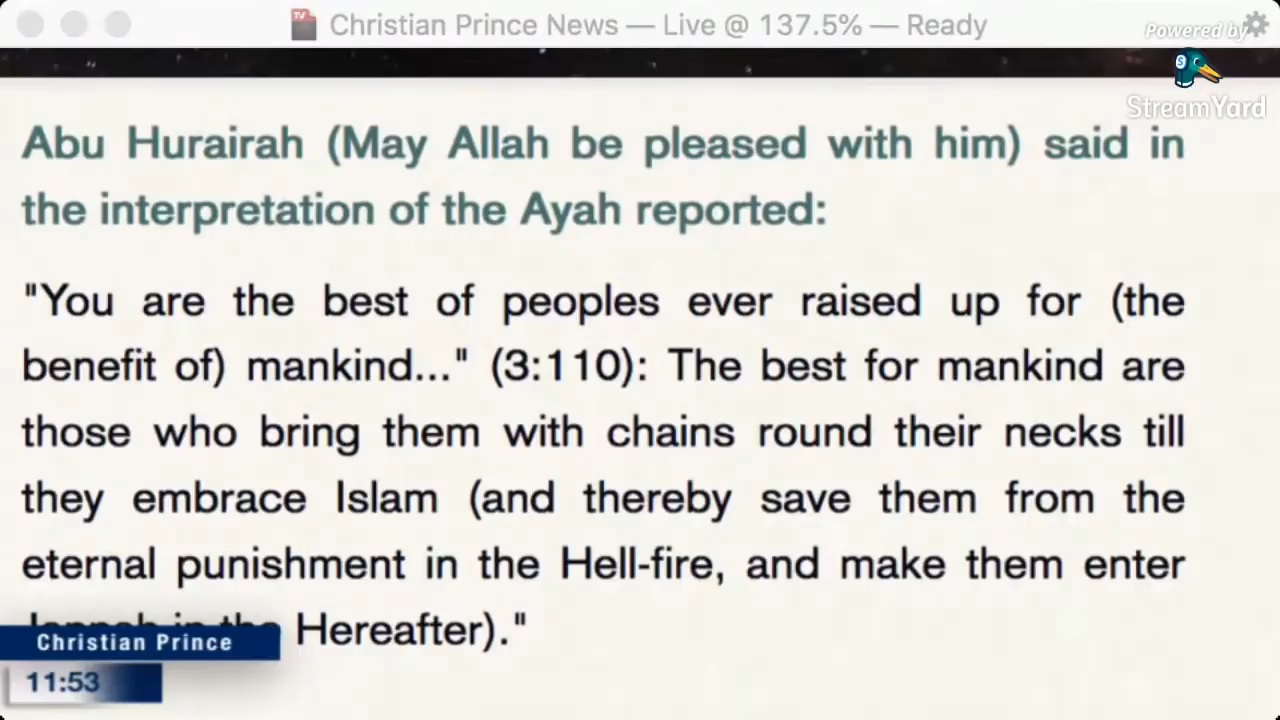 Christian Prince News — Live @ 137.5% — Ready
Powered by
StreamYard
Abu Hurairah (May Allah be pleased with him) said in
the interpretation of the Ayah reported:
"You are the best of peoples ever raised up for (the
benefit of) mankind..." (3:110): The best for mankind are
those who bring them with chains round their necks till
they embrace Islam (and thereby save them from the
eternal punishment in the Hell-fire, and make them enter
in the Hereafter)."
Christian Prince
11:53